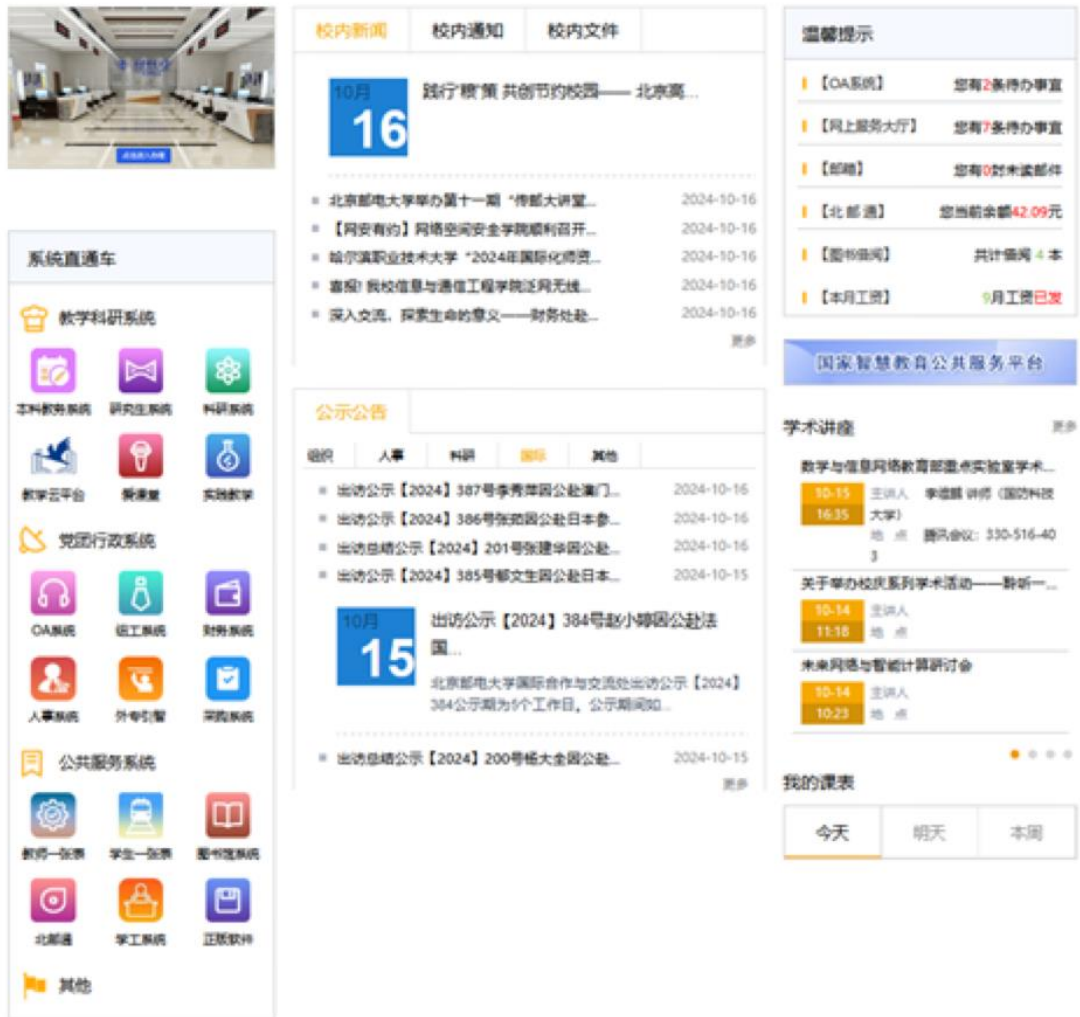 点击进入办理
系统直通车
教学科研系统
本科教务系统 研究生系统 科研系统
教学云平台 爱课堂 实践教学
党团行政系统
OA系统 组工系统 财务系统
人事系统 外专引智 采购系统
公共服务系统
教师一张表 学生一张表 图书馆系统
北邮通 学工系统 正版软件
其他
校内新闻 校内通知 校内文件
10月
16
践行“粮”策 共创节约校园—— 北京高...
北京邮电大学举办第十一期“传邮大讲堂... 2024-10-16
【网安有约】网络空间安全学院顺利召开... 2024-10-16
哈尔滨职业技术大学“2024年国际化师资... 2024-10-16
喜报! 我校信息与通信工程学院泛网无线... 2024-10-16
深入交流、探索生命的意义——财务处赴... 2024-10-16
更多
公示公告
组织 人事 科研 国际 其他
出访公示【2024】387号李秀萍因公赴澳门... 2024-10-16
出访公示【2024】386号张茹因公赴日本参... 2024-10-16
出访总结公示【2024】201号张建华因公赴... 2024-10-16
出访公示【2024】385号郁文生因公赴日本... 2024-10-15
10月
15
出访公示【2024】384号赵小婷因公赴法
国...
北京邮电大学国际合作与交流处出访公示【2024】
384公示期为5个工作日，公示期间如...
出访总结公示【2024】200号杨大全因公赴... 2024-10-15
更多
温馨提示
【OA系统】 您有2条待办事宜
【网上服务大厅】 您有7条待办事宜
【邮箱】 您有0封未读邮件
【北邮通】 您当前余额42.09元
【图书借阅】 共计借阅 4 本
【本月工资】 9月工资已发
国家智慧教育公共服务平台
学术讲座 更多
数学与信息网络教育部重点实验室学术...
10-15 主讲人 讲师（国防科技
16:35 大学）
地 点 腾讯会议：330-516-40
3
关于举办校庆系列学术活动——聆听一...
10-14 主讲人
11:18 地 点
未来网络与智能计算研讨会
10-14 主讲人
10:23 地 点
我的课表
今天 明天 本周